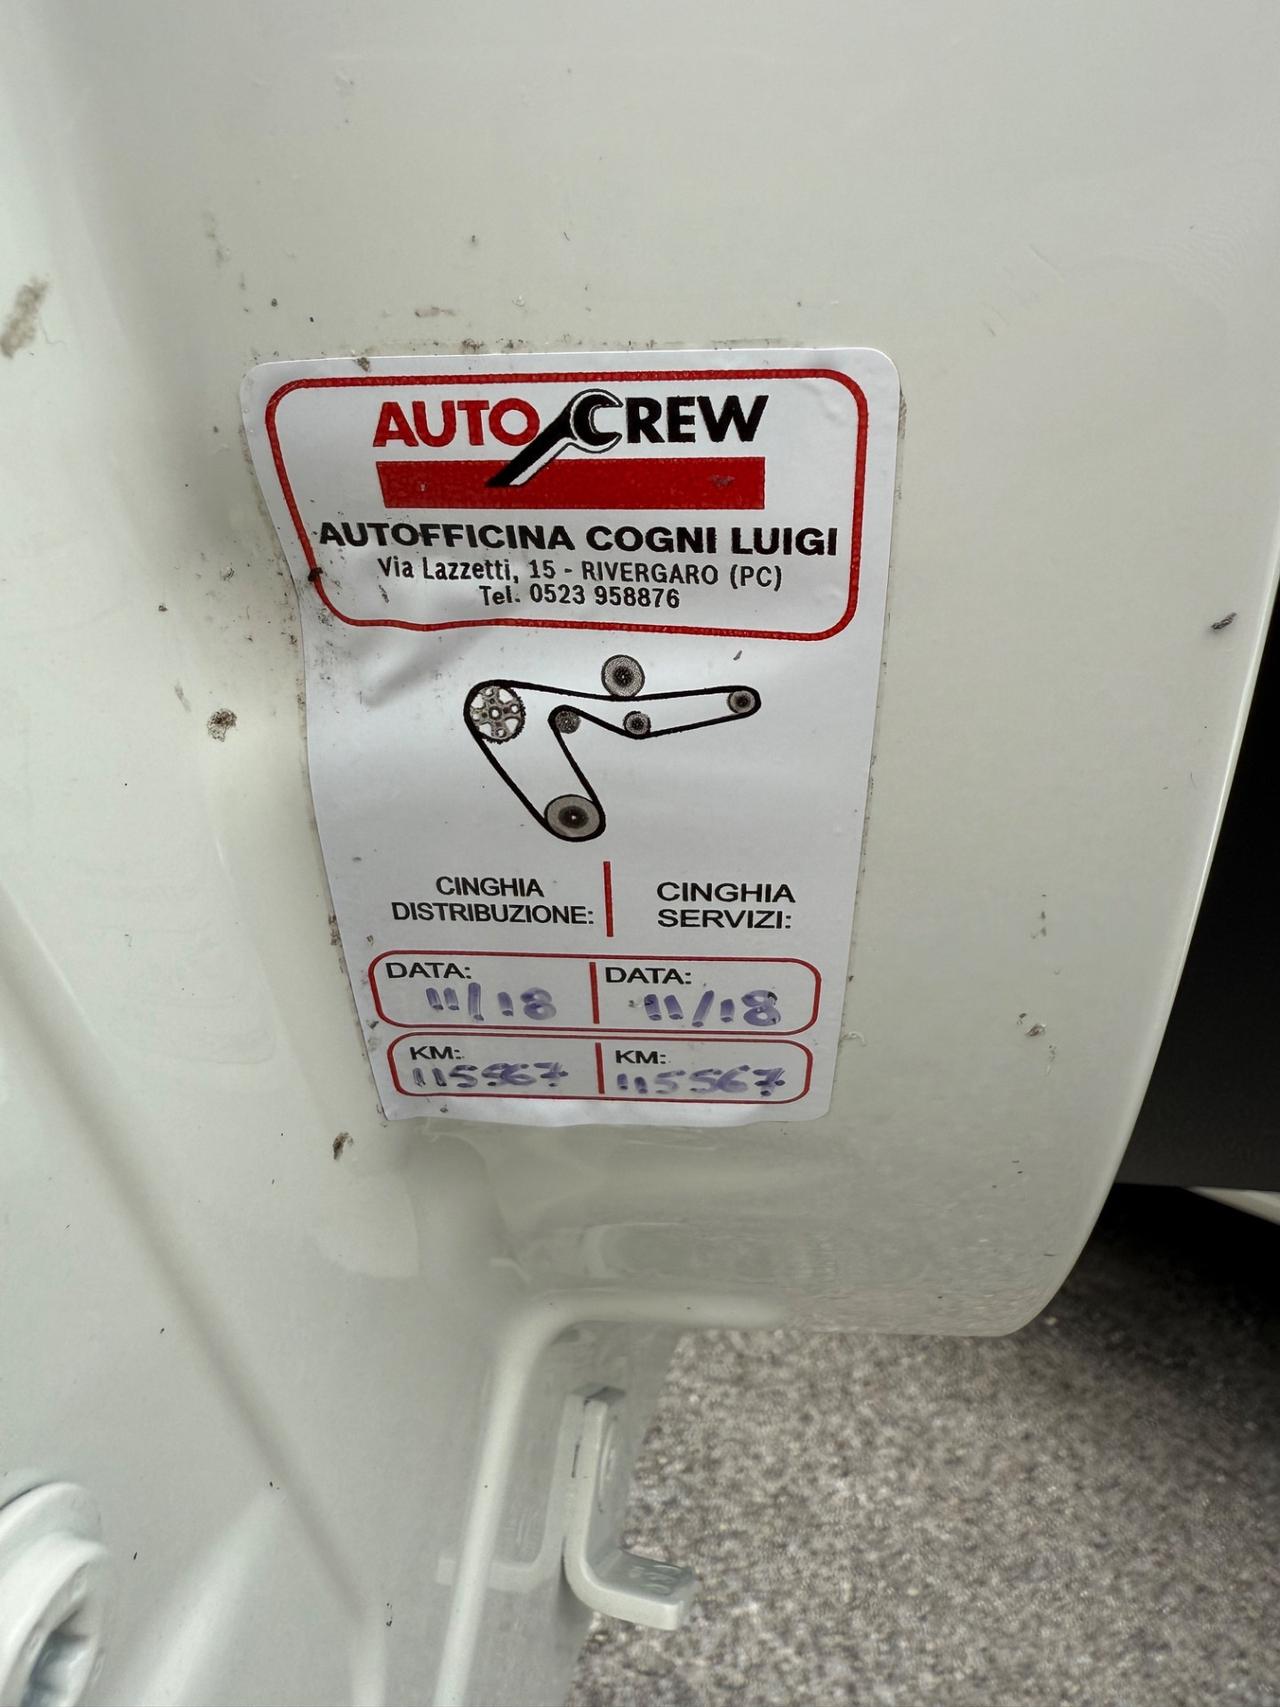 AUTO CREW
AUTOFFICINA COGNI LUIGI
Via Lazzetti, 15 - RIVERGARO (PC)
Tel. 0523 958876
CINGHIA DISTRIBUZIONE:
CINGHIA SERVIZI:
DATA: 11/18
DATA: 11/18
KM: 115567
KM: 115567